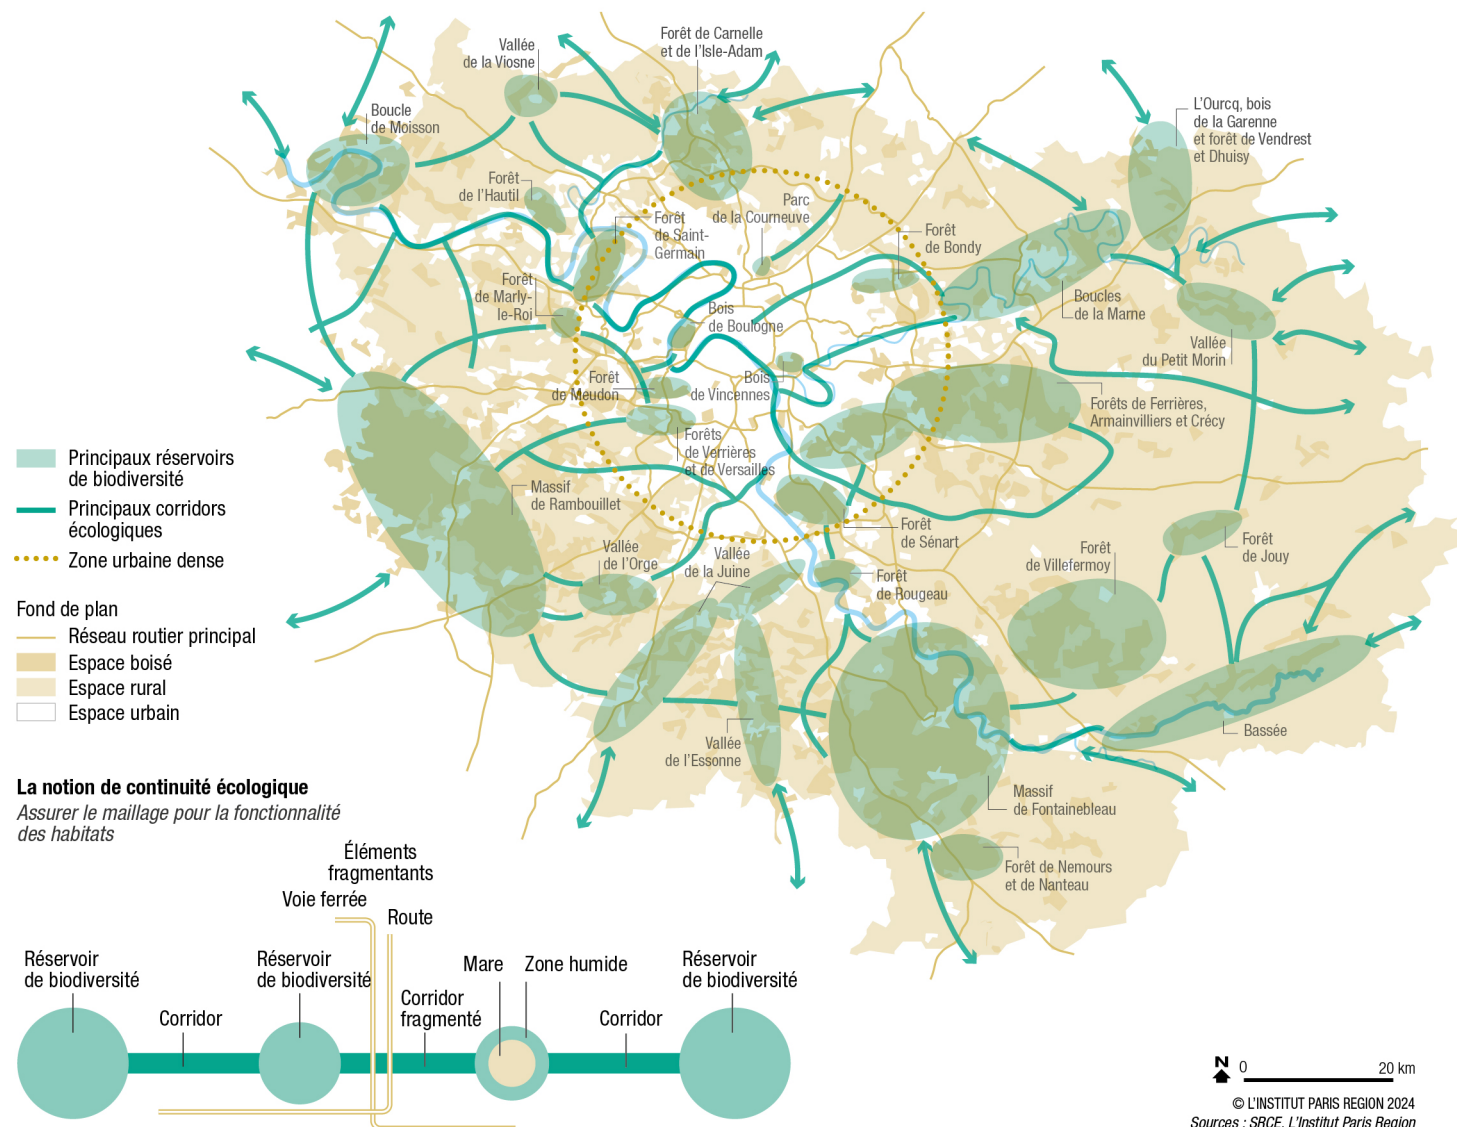 Forêt de Carnelle
et de l'Isle-Adam
Vallée
de la Viosne
Boucle
de Moisson
L'Ourcq, bois
de la Garenne
et forêt de Vendrest
et Dhuisy
Forêt
de l'Hautil
Parc
de la Courneuve
Forêt
de Saint-
Germain
Forêt
de Bondy
Forêt
de Marly-
le-Roi
Bois
de Boulogne
Boucles
de la Marne
Vallée
du Petit Morin
Forêt
de Meudon
Bois
de Vincennes
Forêts de Ferrières,
Armainvilliers et Crécy
Forêts
de Verrières
et de Versailles
Massif
de Rambouillet
Forêt
de Sénart
Forêt
de Jouy
Vallée
de l'Orge
Vallée
de la Juine
Forêt
de Villefermoy
Forêt
de Rougeau
Bassée
Vallée
de l'Essonne
Massif
de Fontainebleau
Forêt de Nemours
et de Nanteau
Principaux réservoirs
de biodiversité
Principaux corridors
écologiques
Zone urbaine dense
Fond de plan
Réseau routier principal
Espace boisé
Espace rural
Espace urbain
La notion de continuité écologique
Assurer le maillage pour la fonctionnalité
des habitats
Éléments
fragmentants
Voie ferrée
Route
Réservoir
de biodiversité
Corridor
Réservoir
de biodiversité
Corridor
fragmenté
Mare
Zone humide
Corridor
Réservoir
de biodiversité
N
0
20 km
© L'INSTITUT PARIS REGION 2024
Sources : SRCE, L'Institut Paris Region